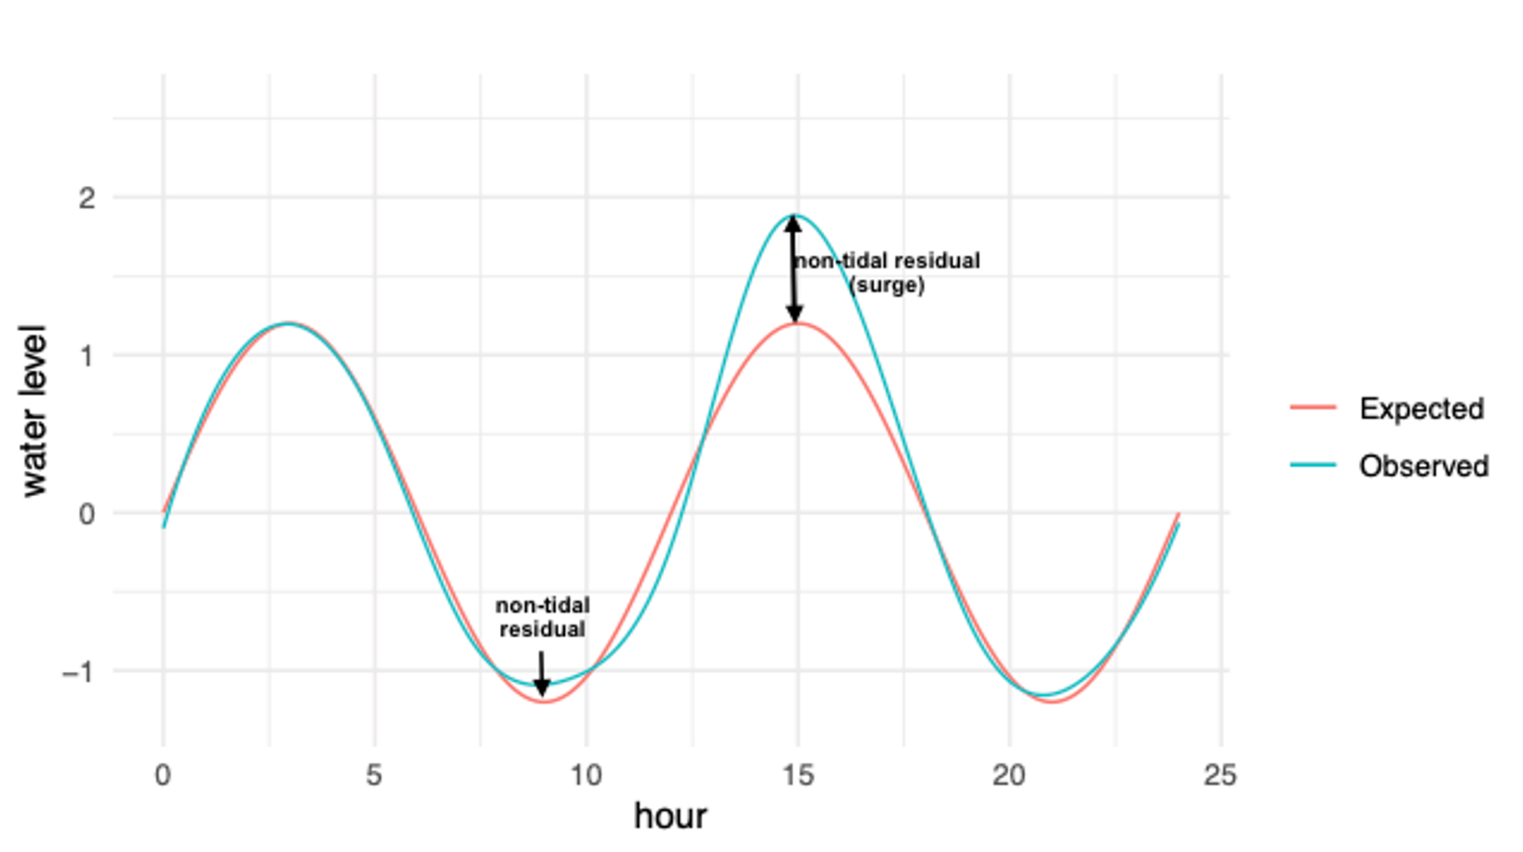 2
1
0
−1
water level
non-tidal residual
(surge)
non-tidal
residual
0 5 10 15 20 25
hour
Expected
Observed